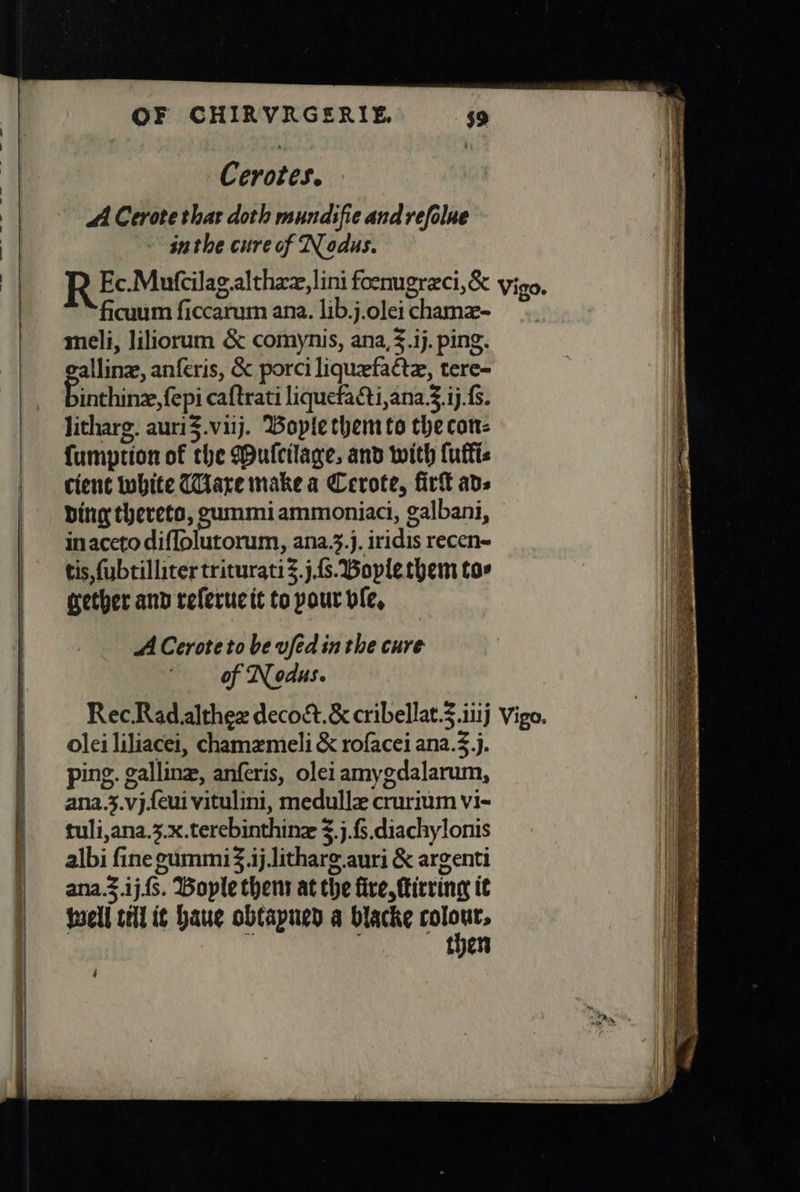 OF CHIRVRGERIE. 59
Cerotes.
A Cerote that doth mundifie and resolue
in the cure of Nodus.
REc.Muſcilag.althææ,lini fœnugræci,& Vigo.
ficuum ſiccarum ana. lib.j.olei chamæ-
meli, liliorum & comynis, ana,℥.ij. ping.
gallinæ, anſeris, & porci liquæfactæ, tere-
binthinæ,ſepi caſtrati liquefacti,ana.℥.ij.ſs.
litharg. auri℥.viij. Boyle them to the con-
ſumption of the Muſcilage, and with ſuffi-
cient white Waxe make a Cerote, firſt ad-
ding thereto, gummi ammoniaci, galbani,
in aceto diſſolutorum, ana.ʒ.j. iridis recen-
tis,ſubtilliter triturati ℥.j.ſs. Boyle them to-
gether and reſerue it to your vſe.
A Cerote to be vſed in the cure
of Nodus.
Rec.Rad.altheæ decoct.& cribellat.℥.iiij Vigo.
olei liliacei, chamæmeli & roſacei ana.℥.j.
ping. gallinæ, anſeris, olei amygdalarum,
ana.ʒ.vj.ſeui vitulini, medullæ crurium vi-
tuli,ana.ʒ.x.terebinthinæ ℥.j.ſs.diachylonis
albi fine gummi℥.ij.litharg.auri & argenti
ana.℥.ij.ſs. Boyle them at the fire,ſtirring it
well till it haue obtayned a blacke colour,
then